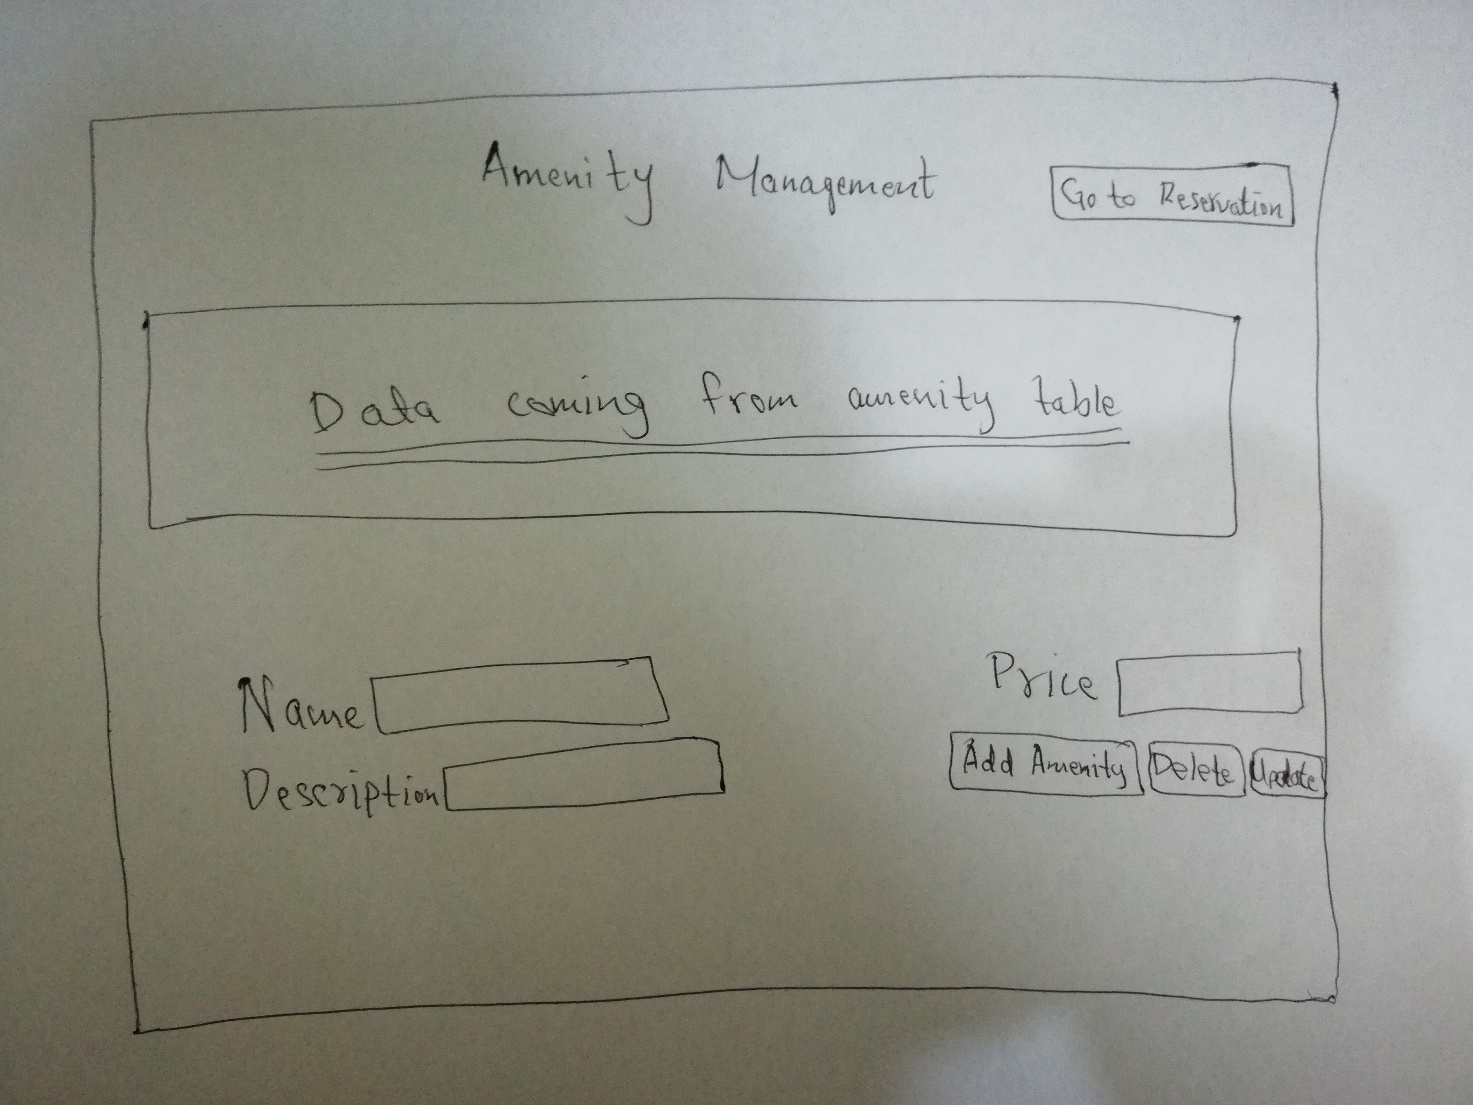 Amenity Management
Go to Reservation
Data coming from amenity table
Name
Price
Description
Add Amenity
Delete
Update